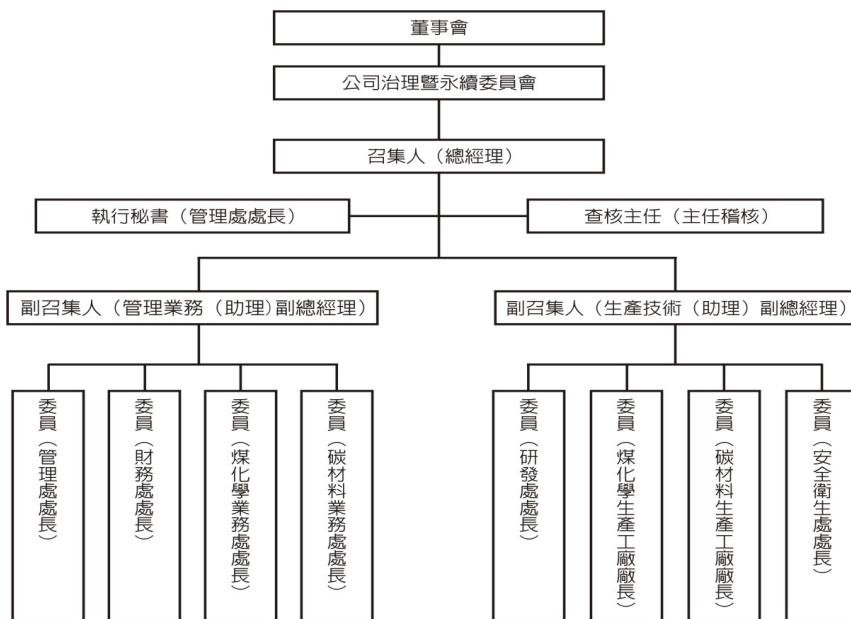 董事會
公司治理暨永續委員會
召集人（總經理）
執行秘書（管理處處長）
查核主任（主任稽核）
副召集人（管理業務（助理）副總經理）
副召集人（生產技術（助理）副總經理）
委員（管理處處長）
委員（財務處處長）
委員（煤化學業務處處長）
委員（碳材料業務處處長）
委員（研發處處長）
委員（煤化學生產工廠廠長）
委員（碳材料生產工廠廠長）
委員（安全衛生處處長）